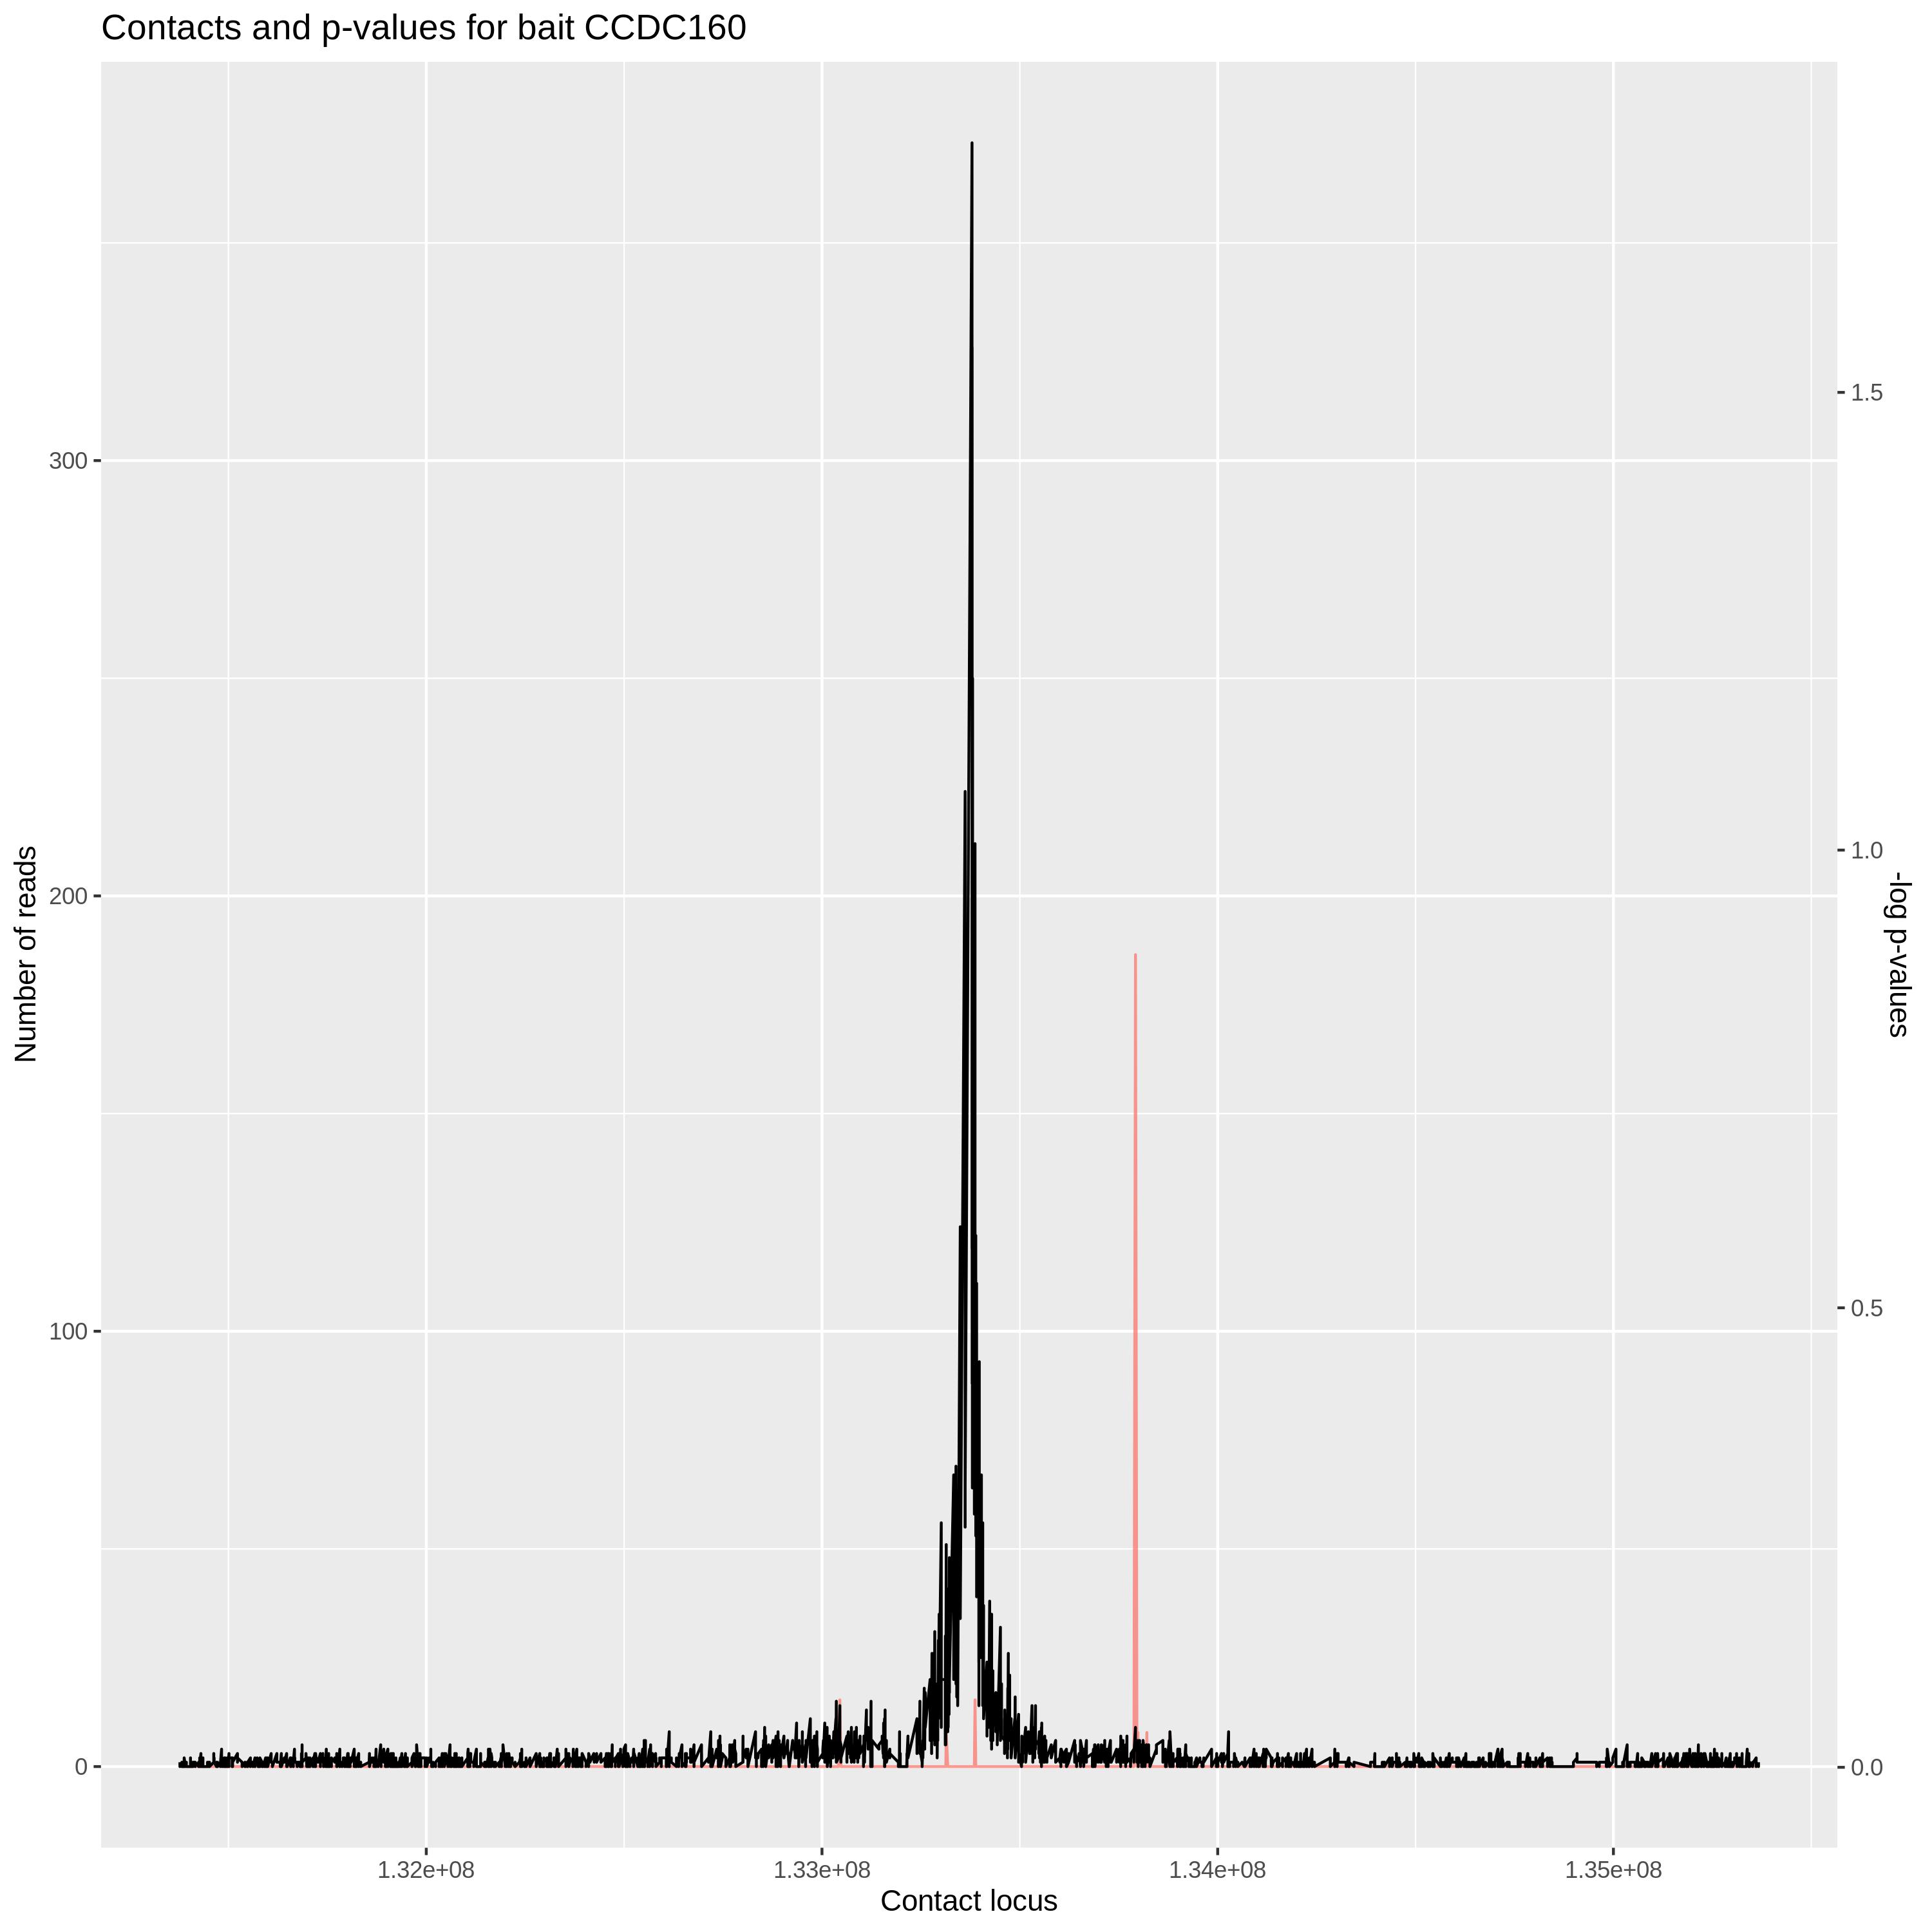 Contacts and p-values for bait CCDC160
Number of reads
300
200
100
0
1.5
1.0
0.5
0.0
-log p-values
1.32e+08
1.33e+08
1.34e+08
1.35e+08
Contact locus